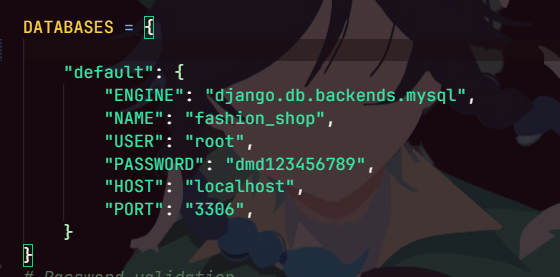 DATABASES = {
"default": {
"ENGINE": "django.db.backends.mysql",
"NAME": "fashion_shop",
"USER": "root",
"PASSWORD": "dmd123456789",
"HOST": "localhost",
"PORT": "3306",
}
}
# Password validation